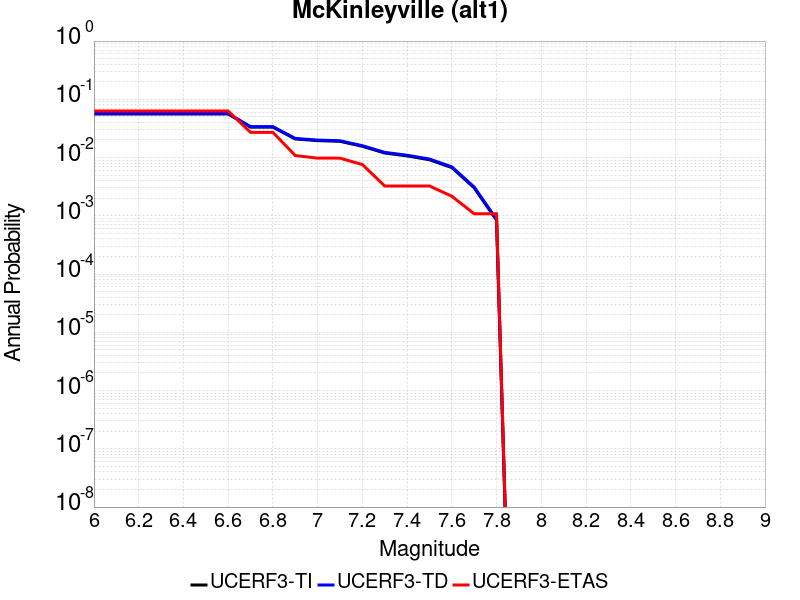 McKinleyville (alt1)
10^0
10^-1
10^-2
10^-3
10^-4
10^-5
10^-6
10^-7
10^-8
Annual Probability
6 6.2 6.4 6.6 6.8 7 7.2 7.4 7.6 7.8 8 8.2 8.4 8.6 8.8 9
Magnitude
UCERF3-TI UCERF3-TD UCERF3-ETAS